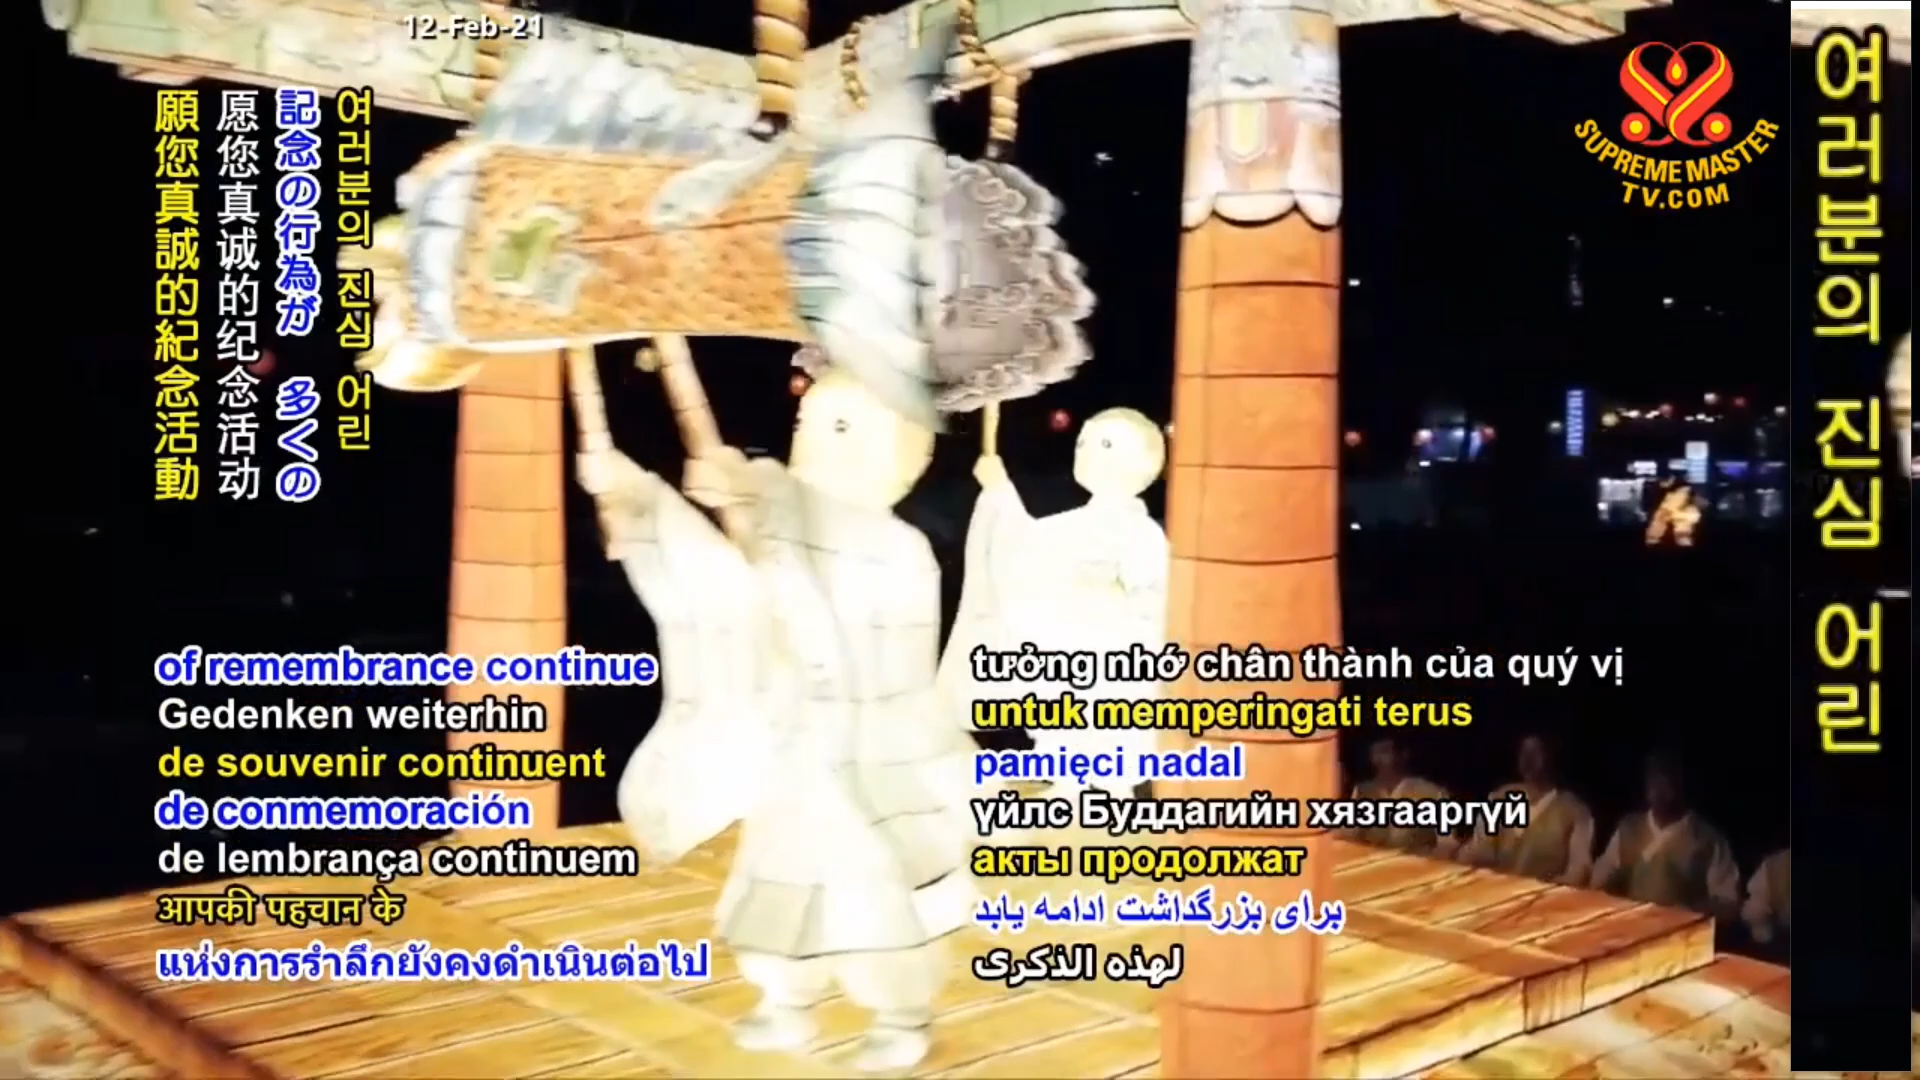 12-Feb-21
SUPREME MASTER
TV.COM
여러분의 진심 어린
記念の行為が 多くの
愿您真诚的纪念活动
願您真誠的紀念活動
of remembrance continue
Gedenken weiterhin
de souvenir continuent
de conmemoración
de lembrança continuem
आपकी पहचान के
แห่งการรำลึกยังคงดำเนินต่อไป
tưởng nhớ chân thành của quý vị
untuk memperingati terus
pamięci nadal
үйлс Буддагийн хязгааргүй
акты продолжат
برای بزرگداشت ادامه یابد
لهذه الذكرى
여러분의 진심 어린